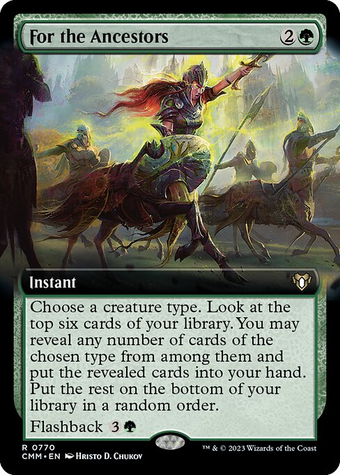 For the Ancestors 2
Instant
Choose a creature type. Look at the
top six cards of your library. You may
reveal any number of cards of the
chosen type from among them and
put the revealed cards into your hand.
Put the rest on the bottom of your
library in a random order.
Flashback 3
R 0770
CMM • EN Hristo D. Chukov
™ & © 2023 Wizards of the Coast